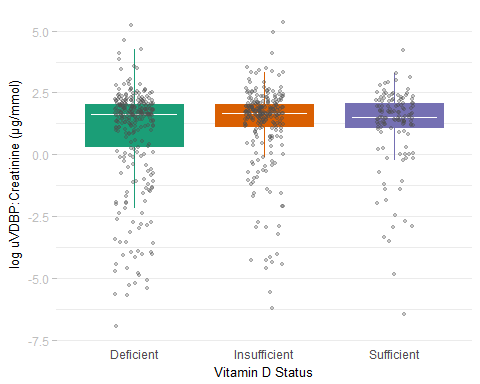 log uVDBP:Creatinine (µg/mmol)
5.0
2.5
0.0
-2.5
-5.0
-7.5
Deficient
Insufficient
Sufficient
Vitamin D Status